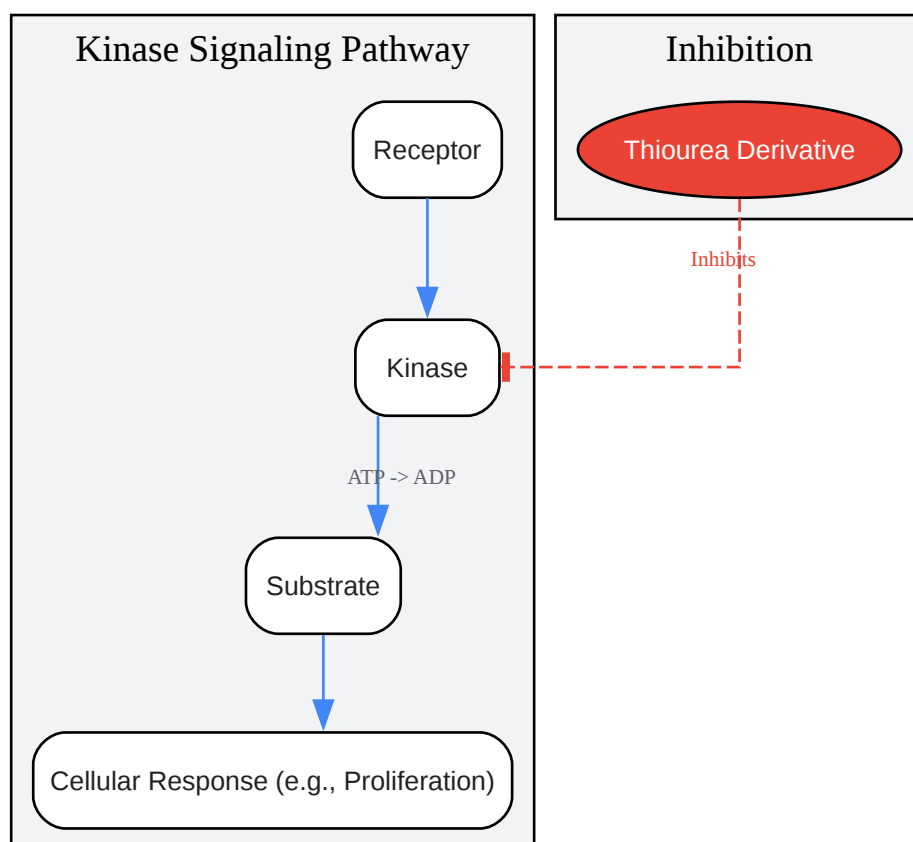 Kinase Signaling Pathway
Inhibition
Receptor
Thiourea Derivative
Inhibits
Kinase
ATP -> ADP
Substrate
Cellular Response (e.g., Proliferation)